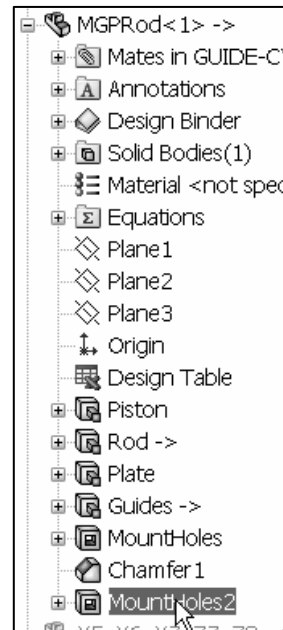 MGPRod<1> ->
Mates in GUIDE-CY
A Annotations
Design Binder
Solid Bodies(1)
Material <not spec
Σ Equations
Plane1
Plane2
Plane3
Origin
Design Table
Piston
Rod ->
Plate
Guides ->
MountHoles
Chamfer1
MountHoles2